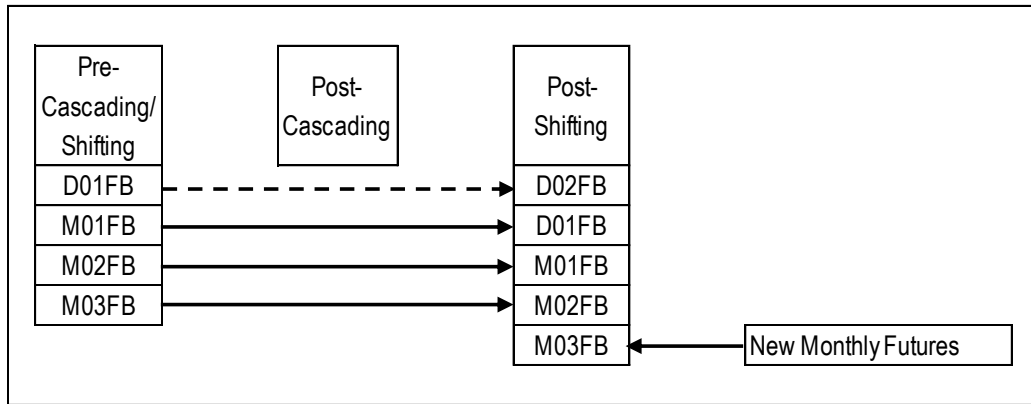 Pre-
Cascading/
Shifting
Post-
Cascading
Post-
Shifting
D01FB
D02FB
M01FB
D01FB
M02FB
M01FB
M03FB
M02FB
M03FB
New Monthly Futures